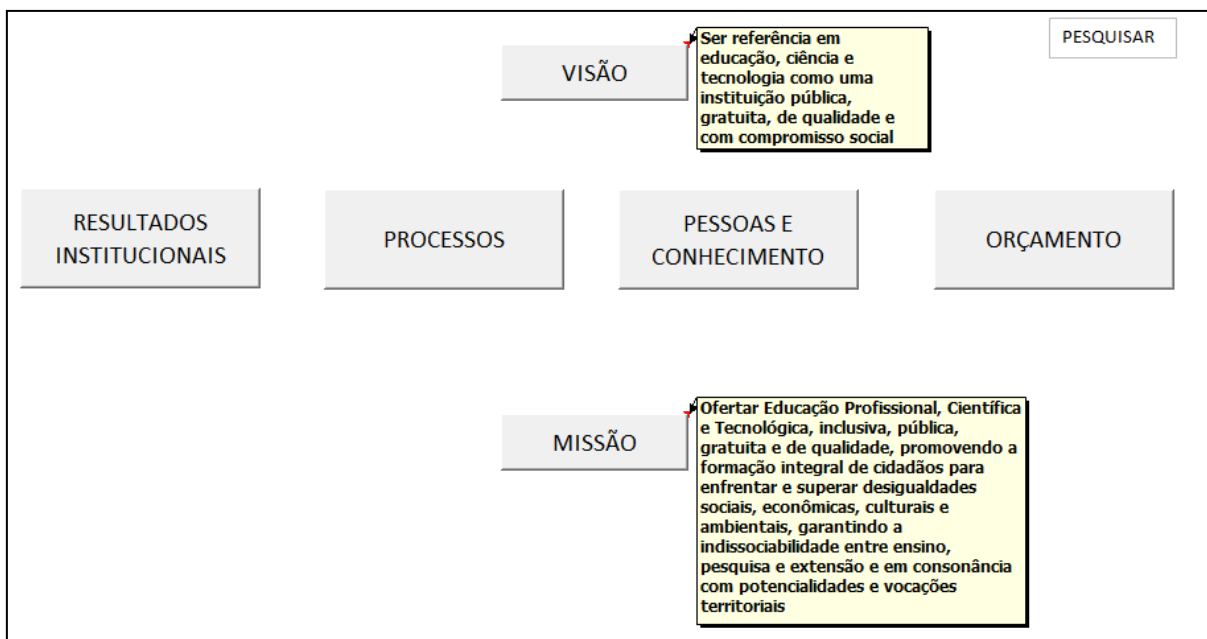 VISÃO
Ser referência em
educação, ciência e
tecnologia como uma
instituição pública,
gratuita, de qualidade e
com compromisso social
PESQUISAR
RESULTADOS
INSTITUCIONAIS
PROCESSOS
PESSOAS E
CONHECIMENTO
ORÇAMENTO
MISSÃO
Ofertar Educação Profissional, Científica
e Tecnológica, inclusiva, pública,
gratuita e de qualidade, promovendo a
formação integral de cidadãos para
enfrentar e superar desigualdades
sociais, econômicas, culturais e
ambientais, garantindo a
indissociabilidade entre ensino,
pesquisa e extensão e em consonância
com potencialidades e vocações
territoriais